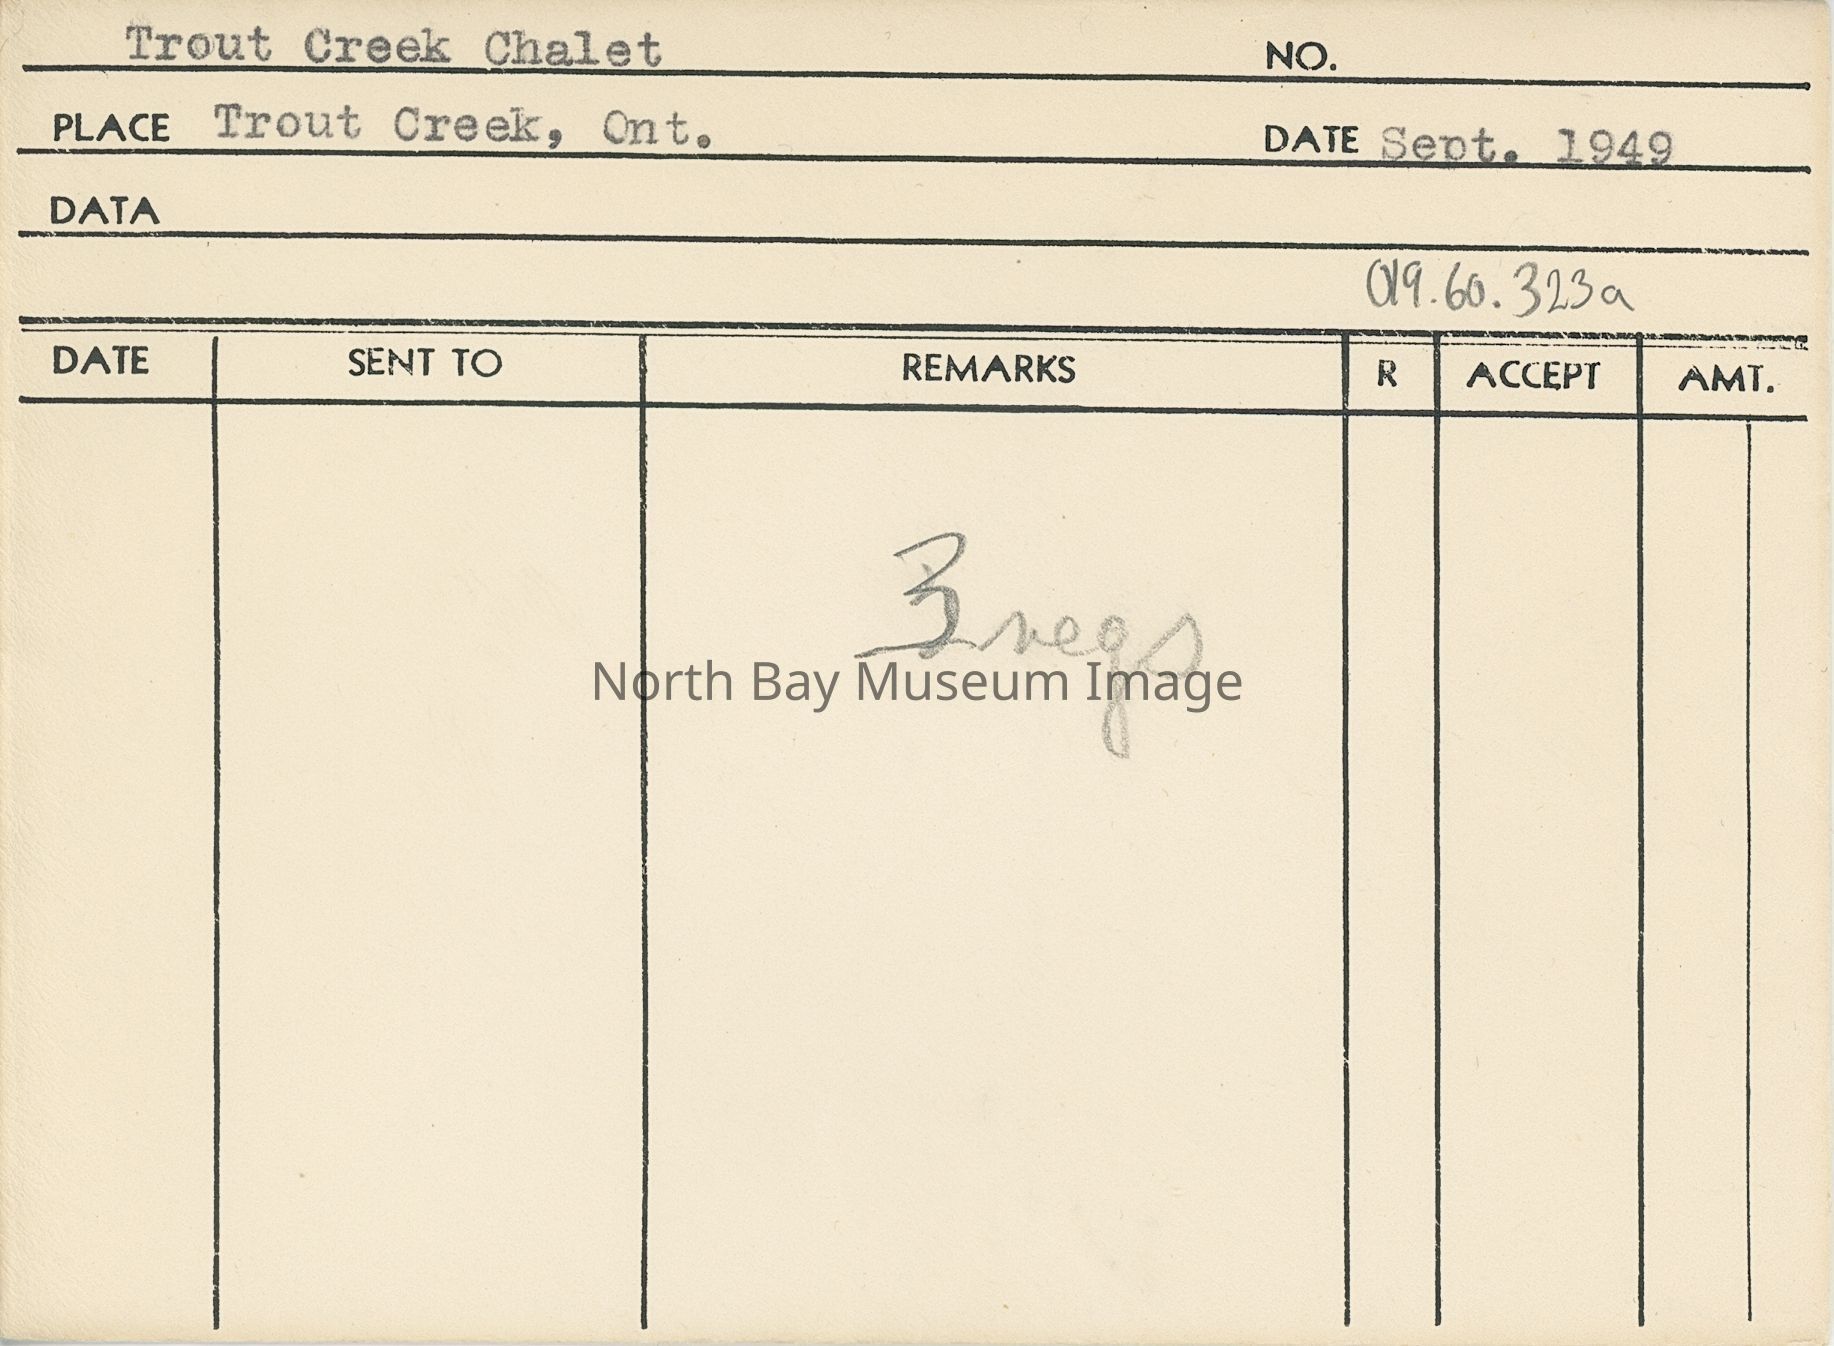 Trout Creek Chalet NO.
PLACE Trout Creek, Ont. DATE Sept. 1949
DATA
019.60.323a
DATE SENT TO REMARKS R ACCEPT AMT.
3 negs
North Bay Museum Image